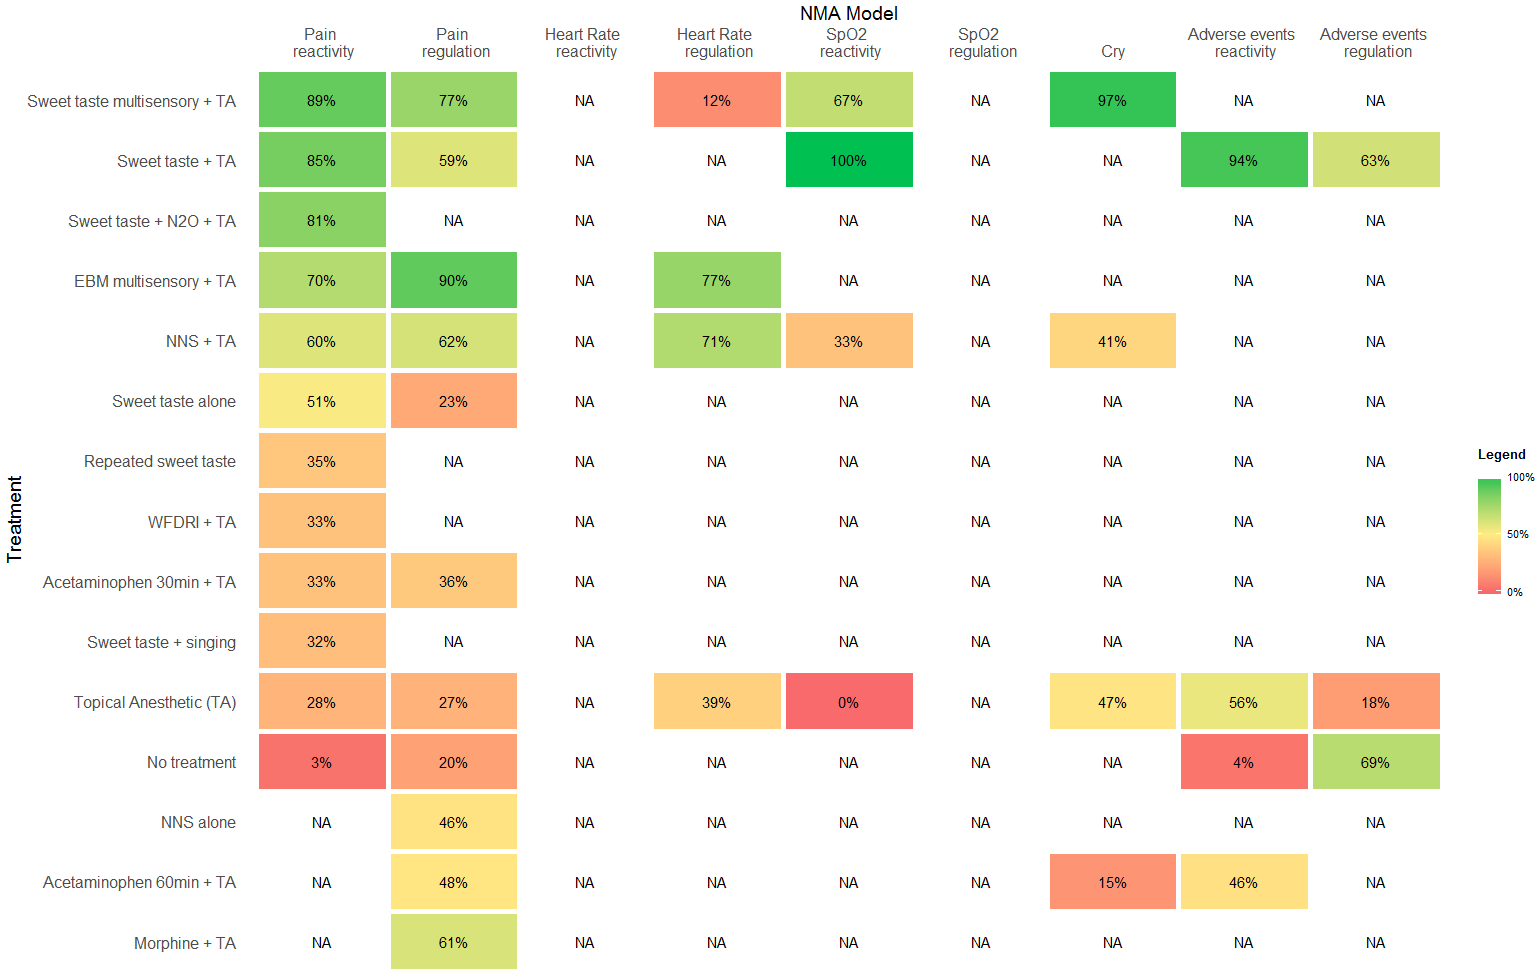 NMA Model
Pain reactivity
Pain regulation
Heart Rate reactivity
Heart Rate regulation
SpO2 reactivity
SpO2 regulation
Cry
Adverse events reactivity
Adverse events regulation
Treatment
Sweet taste multisensory + TA 89% 77% NA 12% 67% NA 97% NA NA
Sweet taste + TA 85% 59% NA NA 100% NA NA 94% 63%
Sweet taste + N2O + TA 81% NA NA NA NA NA NA NA NA
EBM multisensory + TA 70% 90% NA 77% NA NA NA NA NA
NNS + TA 60% 62% NA 71% 33% NA 41% NA NA
Sweet taste alone 51% 23% NA NA NA NA NA NA NA
Repeated sweet taste 35% NA NA NA NA NA NA NA NA
WFDRI + TA 33% NA NA NA NA NA NA NA NA
Acetaminophen 30min + TA 33% 36% NA NA NA NA NA NA NA
Sweet taste + singing 32% NA NA NA NA NA NA NA NA
Topical Anesthetic (TA) 28% 27% NA 39% 0% NA 47% 56% 18%
No treatment 3% 20% NA NA NA NA NA 4% 69%
NNS alone NA 46% NA NA NA NA NA NA NA
Acetaminophen 60min + TA NA 48% NA NA NA NA 15% 46% NA
Morphine + TA NA 61% NA NA NA NA NA NA NA
Legend
100%
50%
0%